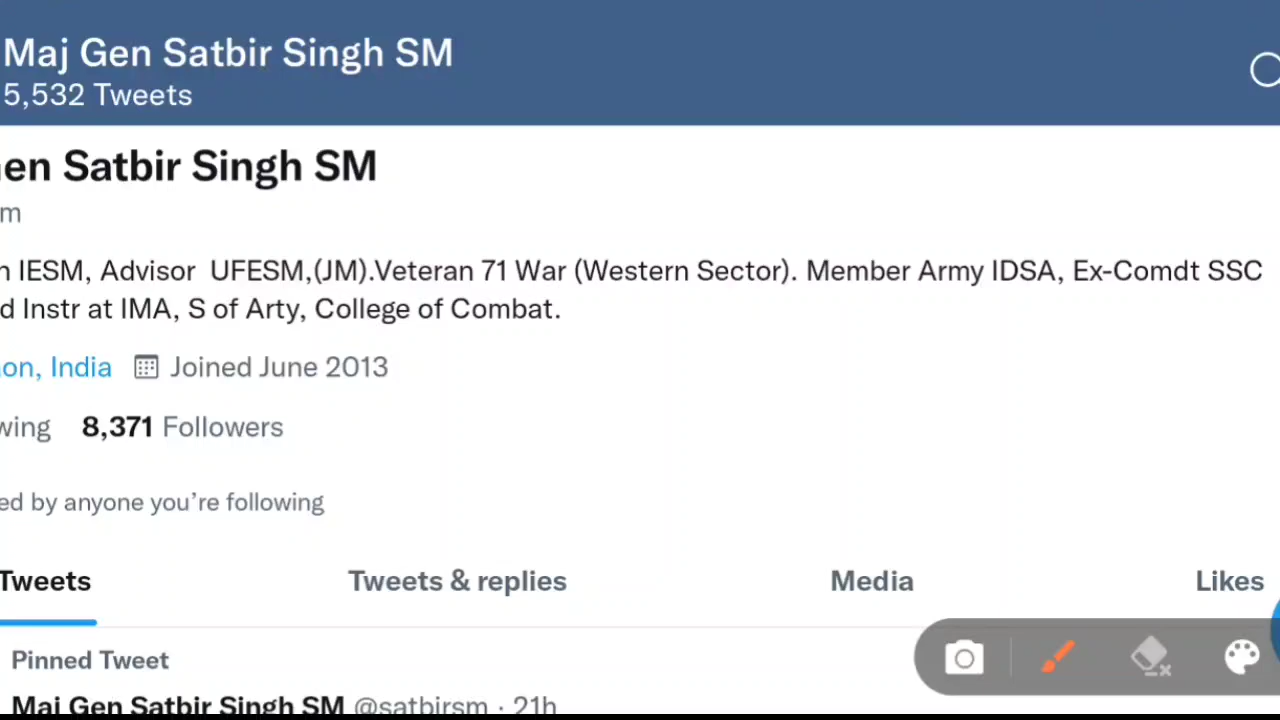 Maj Gen Satbir Singh SM
5,532 Tweets
en Satbir Singh SM
m
n IESM, Advisor UFESM,(JM).Veteran 71 War (Western Sector). Member Army IDSA, Ex-Comdt SSC
d Instr at IMA, S of Arty, College of Combat.
on, India Joined June 2013
wing 8,371 Followers
ed by anyone you’re following
Tweets Tweets & replies Media Likes
Pinned Tweet
Maj Gen Satbir Singh SM @satbirsm · 21h